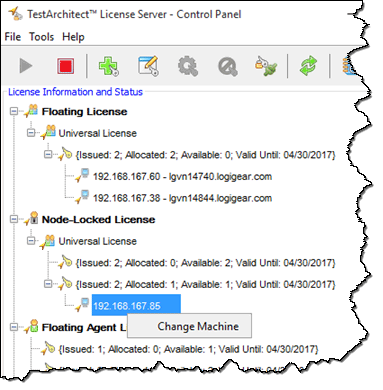 TestArchitect™ License Server - Control Panel
File Tools Help
License Information and Status
Floating License
Universal License
{Issued: 2; Allocated: 2; Available: 0; Valid Until: 04/30/2017}
192.168.167.60 - lgvn14740.logigear.com
192.168.167.38 - lgvn14844.logigear.com
Node-Locked License
Universal License
{Issued: 2; Allocated: 0; Available: 2; Valid Until: 04/30/2017}
{Issued: 2; Allocated: 1; Available: 1; Valid Until: 04/30/2017}
192.168.167.85
Change Machine
Floating Agent L
{Issued: 1; Allocated: 0; Available: 1; Valid Until: 04/30/2017}